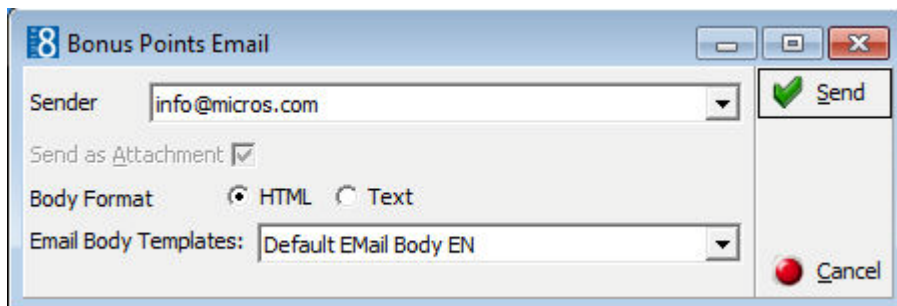 8 Bonus Points Email
Sender info@micros.com
Send
Send as Attachment
Body Format HTML Text
Email Body Templates: Default EMail Body EN
Cancel